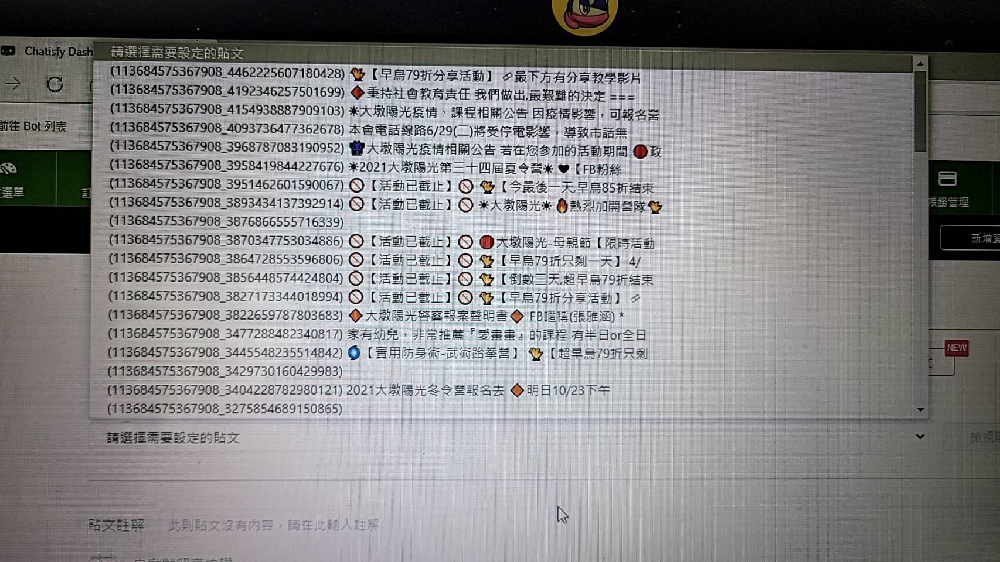 Chatisfy Dash
請選擇需要設定的貼文
(113684575367908_4462225607180428) 🐤【早鳥79折分享活動】🔗最下方有分享教學影片
(113684575367908_4192346257501699) ♦秉持社會教育責任 我們做出,最艱難的決定 ===
(113684575367908_4154938887909103) ☀大墩陽光疫情、課程相關公告 因疫情影響，可報名營
(113684575367908_4093736477362678) 本會電話線路6/29(二)將受停電影響，導致市話無
(113684575367908_3968787083190952) 大墩陽光疫情相關公告 若在您參加的活動期間 🔴政
(113684575367908_3958419844227676) ☀2021大墩陽光第三十四屆夏令營☀ ♥【FB粉絲
(113684575367908_3951462601590067) 🚫【活動已截止】🚫 🐤【今最後一天,早鳥85折結束
(113684575367908_3893434137392914) 🚫【活動已截止】🚫 ☀大墩陽光☀ 🔥熱烈加開營隊🐤
(113684575367908_3876866555716339)
(113684575367908_3870347753034886) 🚫【活動已截止】🚫 🔴大墩陽光-母親節【限時活動
(113684575367908_3864728553596806) 🚫【活動已截止】🚫 🐤【早鳥79折只剩一天】4/
(113684575367908_3856448574424804) 🚫【活動已截止】🚫 🐤【倒數三天,超早鳥79折結束
(113684575367908_3827173344018994) 🚫【活動已截止】🚫 🐤【早鳥79折分享活動】🔗
(113684575367908_3822659787803683) 🔶大墩陽光警察報案聲明書🔶 FB暱稱(張雅涵) *
(113684575367908_3477288482340817) 家有幼兒，非常推薦『愛畫畫』的課程 有半日or全日
(113684575367908_3445548235514842) 🌀【實用防身術-武術跆拳營】 🐤【超早鳥79折只剩
(113684575367908_3429730160429983)
(113684575367908_3404228782980121) 2021大墩陽光冬令營報名去 🔶明日10/23下午
(113684575367908_3275854689150865)
前往 Bot 列表
選單
訂
帳務管理
新增資
NEW
請選擇需要設定的貼文
檢視貼
貼文註解 此則貼文沒有內容，請在此輸入註解